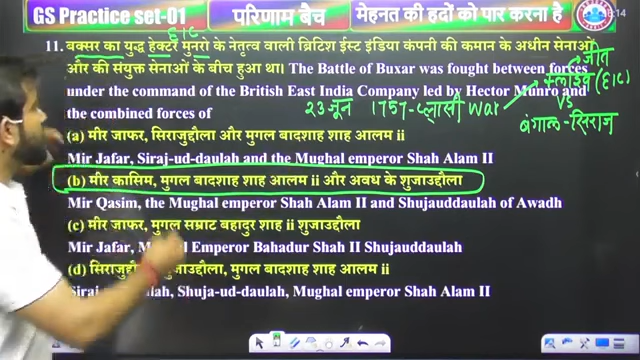 GS Practice set-01 परिणाम बैच मेहनत की हदों को पार करना है :14
EIC
11. बक्सर का युद्ध हेक्टर मुनरो के नेतृत्व वाली ब्रिटिश ईस्ट इंडिया कंपनी की कमान के अधीन सेनाओं
जीत
और की संयुक्त सेनाओं के बीच हुआ था। The Battle of Buxar was fought between forces
क्लाइव (EIC)
under the command of the British East India Company led by Hector Munro and
VS
the combined forces of
23 जून 1757- प्लासी War
बंगाल- सिराज
(a) मीर जाफर, सिराजुद्दौला और मुगल बादशाह शाह आलम ii
Mir Jafar, Siraj-ud-daulah and the Mughal emperor Shah Alam II
(b) मीर कासिम, मुगल बादशाह शाह आलम ii और अवध के शुजाउद्दौला
Mir Qasim, the Mughal emperor Shah Alam II and Shujauddaulah of Awadh
(c) मीर जाफर, मुगल सम्राट बहादुर शाह ii शुजाउद्दौला
Mir Jafar, Emperor Bahadur Shah II Shujauddaulah
(d) मुगल बादशाह शाह आलम ii
Shuja-ud-daulah, Mughal emperor Shah Alam II